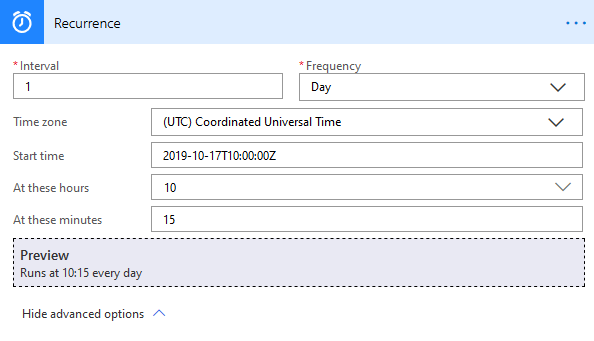 Recurrence
* Interval
* Frequency
1
Day
Time zone
(UTC) Coordinated Universal Time
Start time
2019-10-17T10:00:00Z
At these hours
10
At these minutes
15
Preview
Runs at 10:15 every day
Hide advanced options